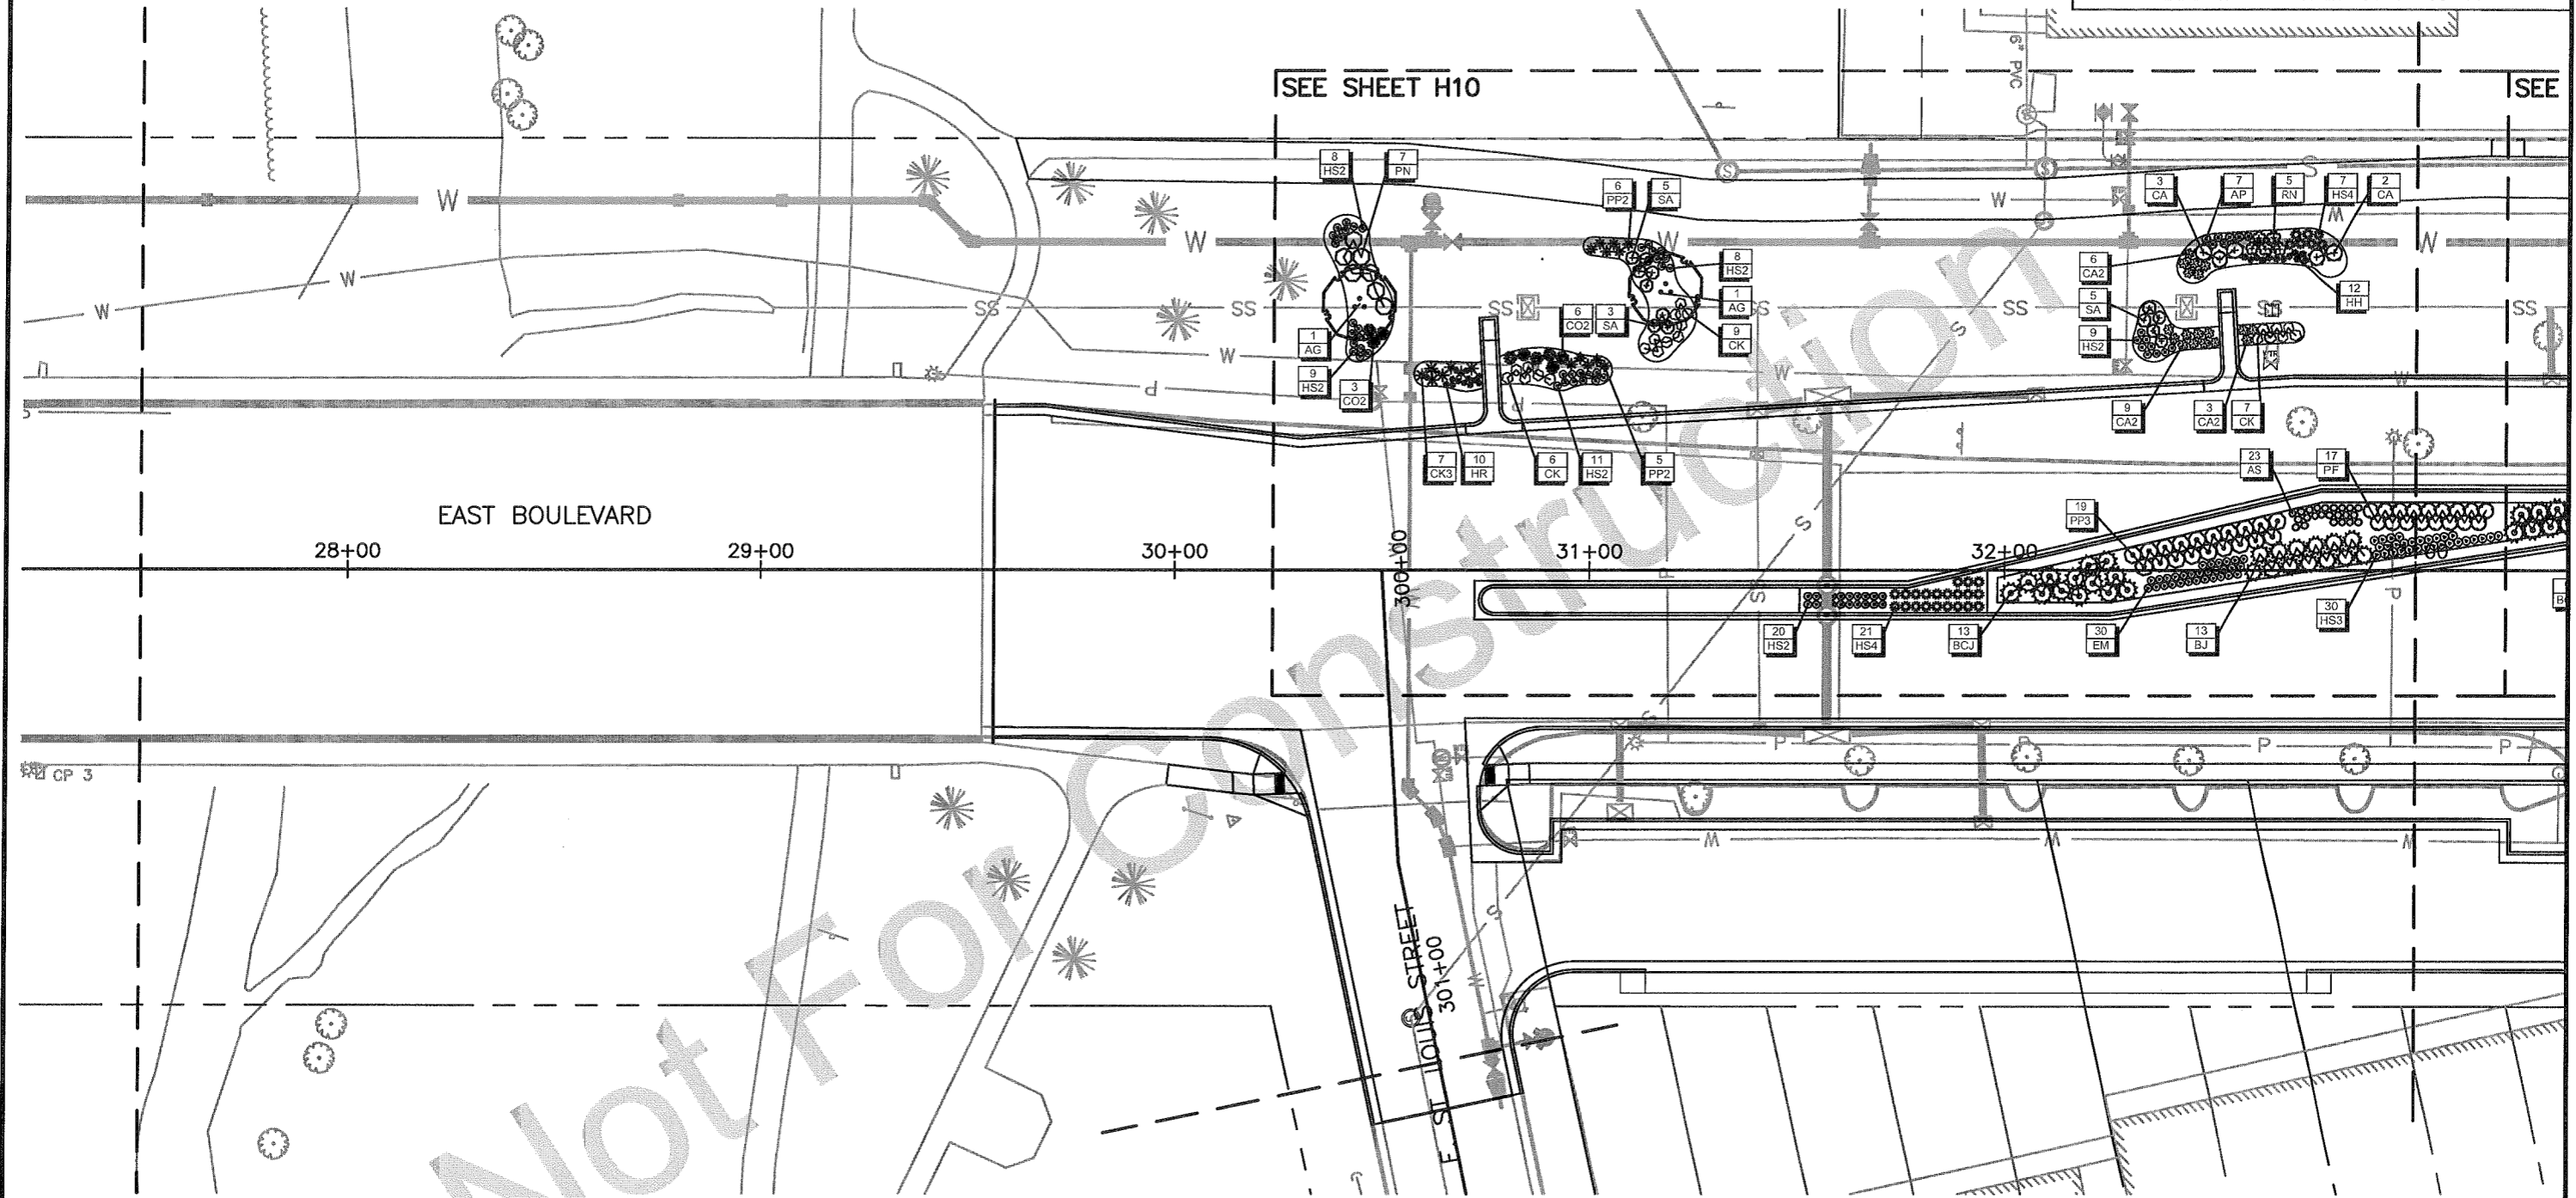 SEE SHEET H10
SEE
6" PVC
8
HS2
7
PN
6
PP2
5
SA
3
CA
7
AP
5
RN
7
HS4
2
CA
S
S
S
W
W
W
W
W
W
W
W
8
HS2
6
CA2
12
HH
5
SA
1
AG
SS
SS
SS
SS
SS
SS
SS
1
AG
6
CO2
3
SA
9
CK
9
HS2
W
W
W
9
HS2
3
CO2
P
P
9
CA2
3
CA2
7
CK
7
CK3
10
HR
6
CK
11
HS2
5
PP2
23
AS
17
PF
19
PP3
EAST BOULEVARD
28+00
29+00
30+00
300+00
31+00
32+00
20
HS2
21
HS4
13
BCJ
30
EM
13
BJ
30
HS3
CP 3
P
P
P
P
W
W
W
E. ST LOUIS STREET
301+00
Not For Construction